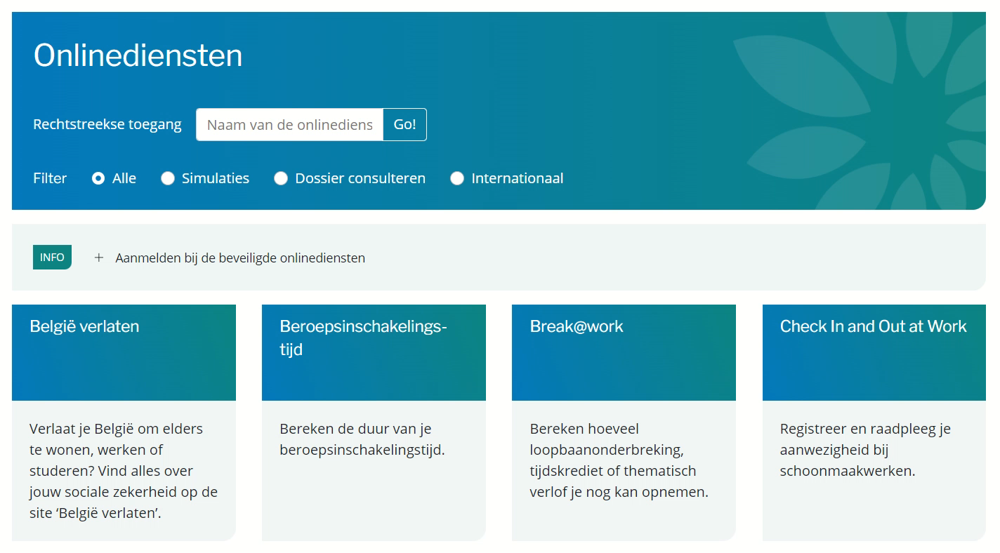 Onlinediensten
Rechtstreekse toegang Naam van de onlinediens Go!
Filter Alle Simulaties Dossier consulteren Internationaal
INFO + Aanmelden bij de beveiligde onlinediensten
België verlaten
Verlaat je België om elders
te wonen, werken of
studeren? Vind alles over
jouw sociale zekerheid op de
site ‘België verlaten’.
Beroepsinschakelings-
tijd
Bereken de duur van je
beroepsinschakelingstijd.
Break@work
Bereken hoeveel
loopbaanonderbreking,
tijdskrediet of thematisch
verlof je nog kan opnemen.
Check In and Out at Work
Registreer en raadpleeg je
aanwezigheid bij
schoonmaakwerken.